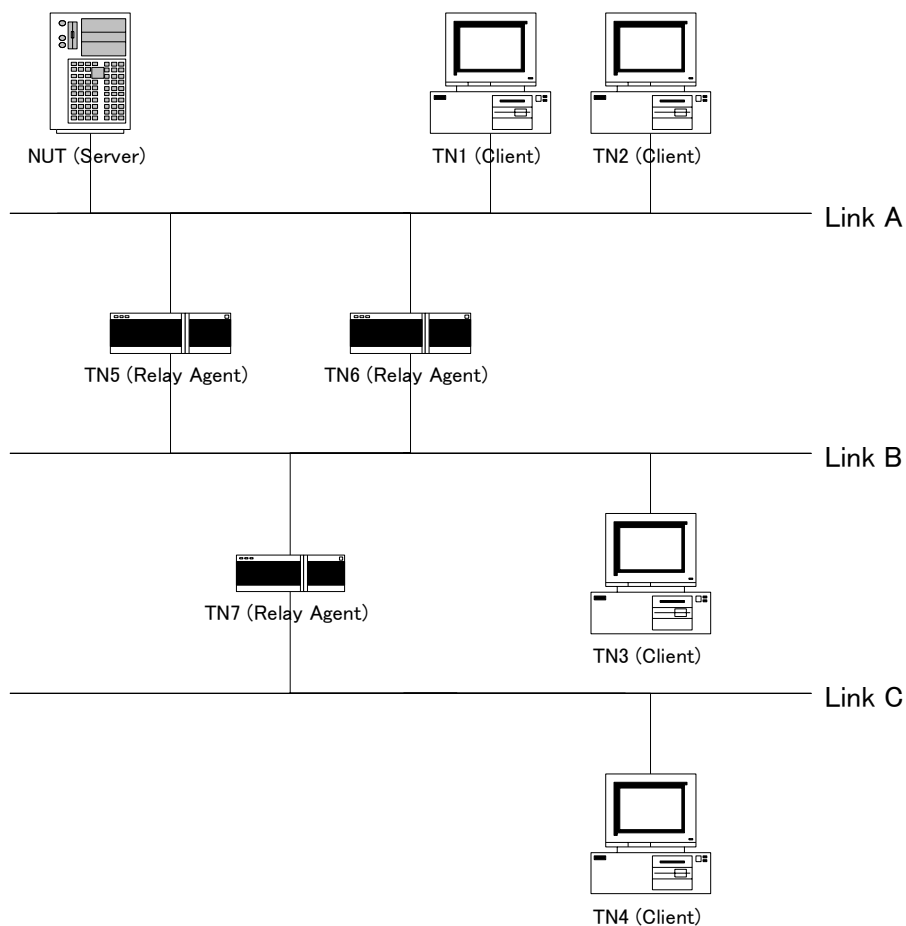 NUT (Server)
TN1 (Client)
TN2 (Client)
Link A
TN5 (Relay Agent)
TN6 (Relay Agent)
Link B
TN7 (Relay Agent)
TN3 (Client)
Link C
TN4 (Client)